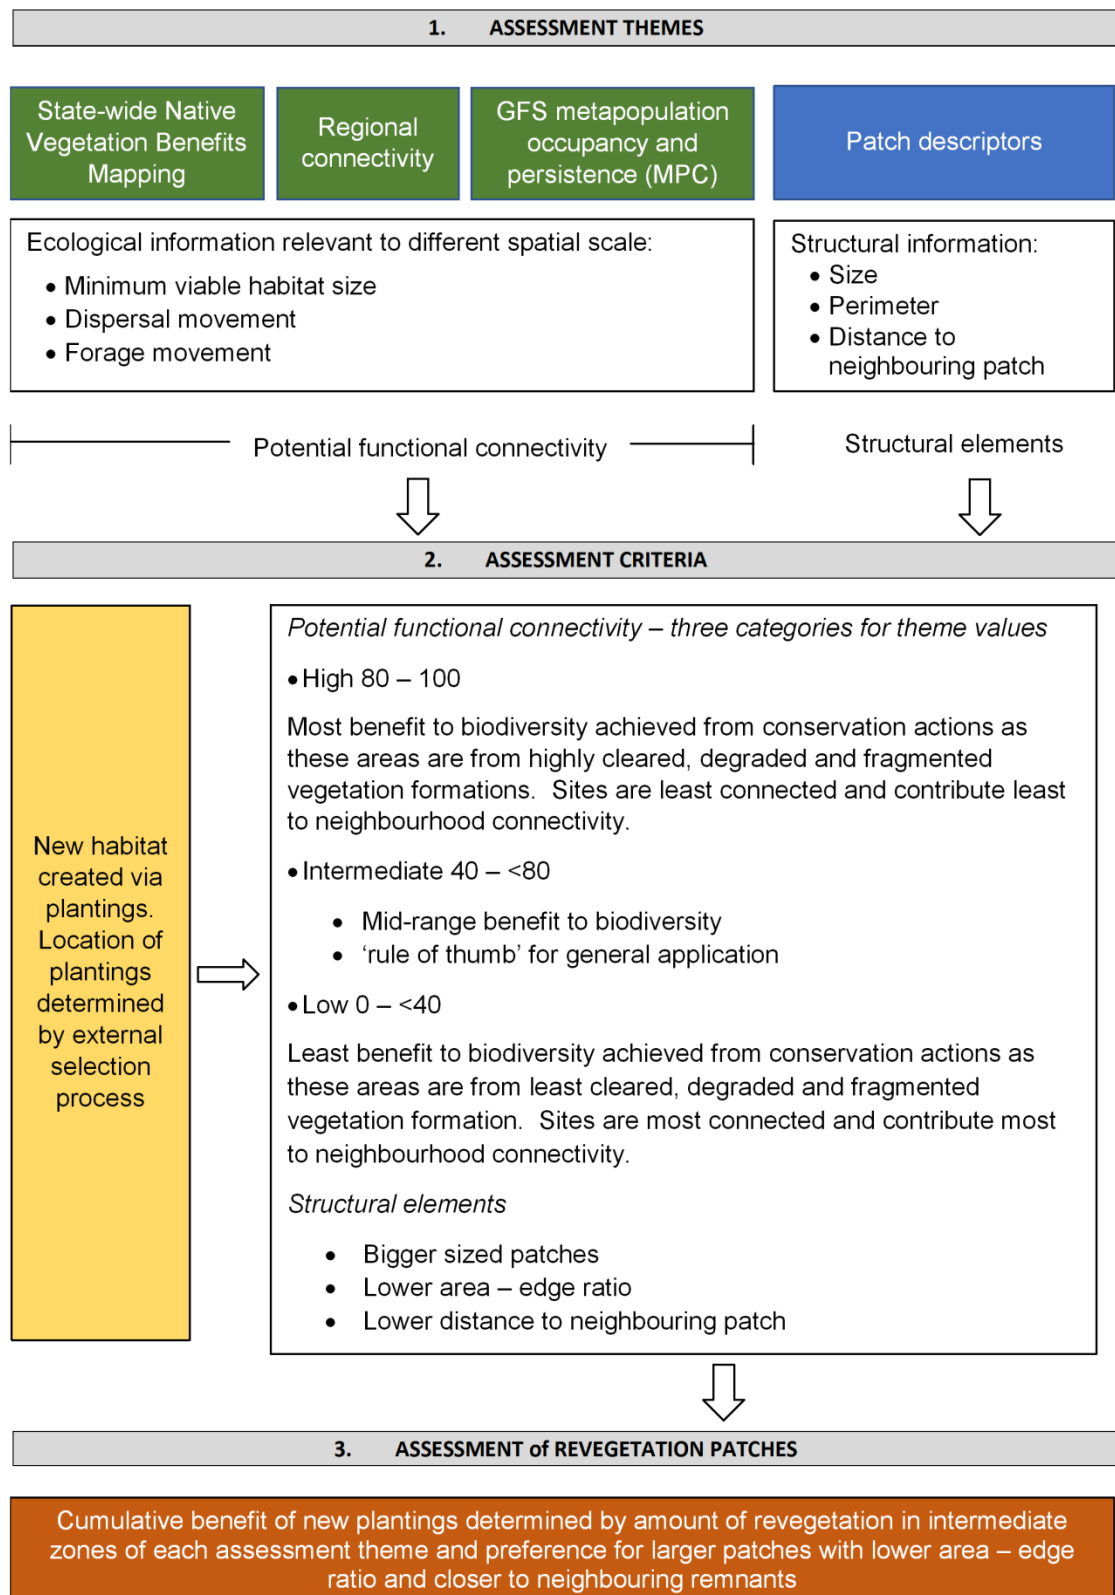 1. ASSESSMENT THEMES
State-wide Native
Vegetation Benefits
Mapping
Regional
connectivity
GFS metapopulation
occupancy and
persistence (MPC)
Patch descriptors
Ecological information relevant to different spatial scale:
• Minimum viable habitat size
• Dispersal movement
• Forage movement
Structural information:
• Size
• Perimeter
• Distance to
neighbouring patch
Potential functional connectivity
Structural elements
2. ASSESSMENT CRITERIA
New habitat
created via
plantings.
Location of
plantings
determined
by external
selection
process
Potential functional connectivity – three categories for theme values
• High 80 – 100
Most benefit to biodiversity achieved from conservation actions as
these areas are from highly cleared, degraded and fragmented
vegetation formations. Sites are least connected and contribute least
to neighbourhood connectivity.
• Intermediate 40 – <80
• Mid-range benefit to biodiversity
• ‘rule of thumb’ for general application
• Low 0 – <40
Least benefit to biodiversity achieved from conservation actions as
these areas are from least cleared, degraded and fragmented
vegetation formation. Sites are most connected and contribute most
to neighbourhood connectivity.
Structural elements
• Bigger sized patches
• Lower area – edge ratio
• Lower distance to neighbouring patch
3. ASSESSMENT of REVEGETATION PATCHES
Cumulative benefit of new plantings determined by amount of revegetation in intermediate
zones of each assessment theme and preference for larger patches with lower area – edge
ratio and closer to neighbouring remnants